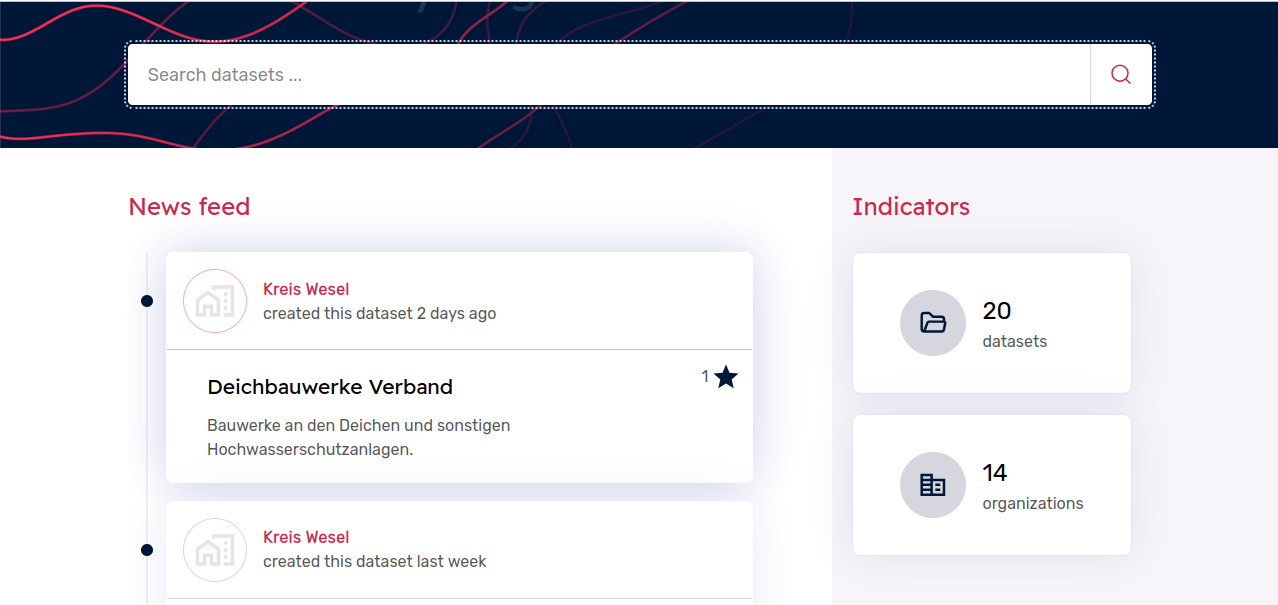 Search datasets ...
News feed
Indicators
Kreis Wesel
created this dataset 2 days ago
Deichbauwerke Verband
1
Bauwerke an den Deichen und sonstigen
Hochwasserschutzanlagen.
Kreis Wesel
created this dataset last week
20
datasets
14
organizations